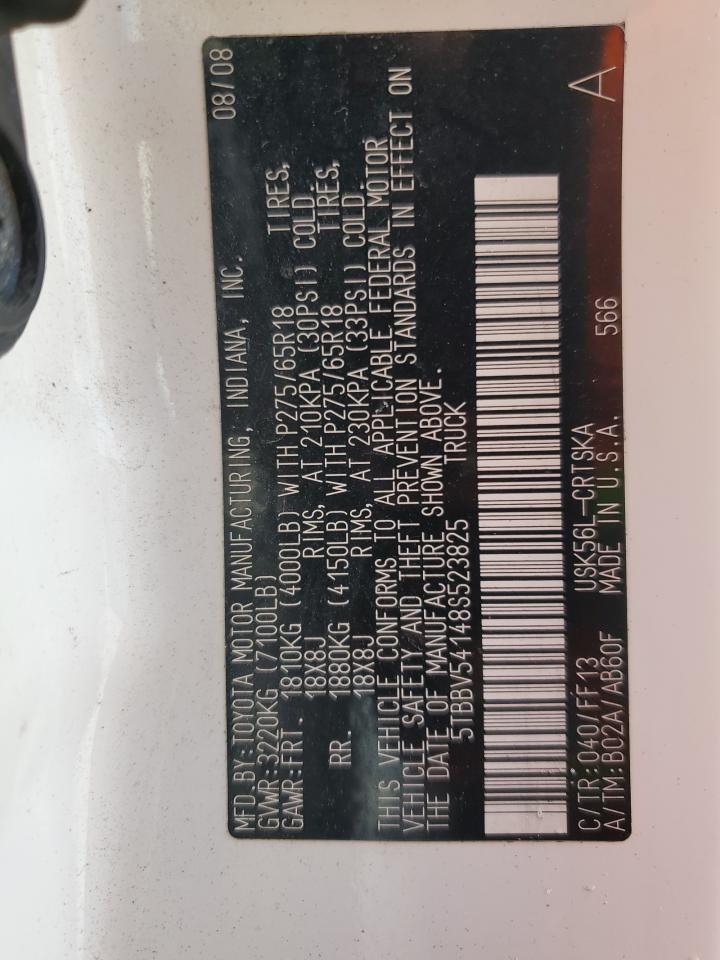 MFD.BY:TOYOTA MOTOR MANUFACTURING, INDIANA, INC. 08/08
GVWR:3220KG (7100LB)
GAWR:FRT. 1810KG (4000LB) WITH P275/65R18 TIRES,
18X8J RIMS, AT 210KPA (30PSI) COLD.
RR. 1880KG (4150LB) WITH P275/65R18 TIRES,
18X8J RIMS, AT 230KPA (33PSI) COLD.
THIS VEHICLE CONFORMS TO ALL APPLICABLE FEDERAL MOTOR
VEHICLE SAFETY AND THEFT PREVENTION STANDARDS IN EFFECT ON
THE DATE OF MANUFACTURE SHOWN ABOVE.
5TBBV54148S523825 TRUCK
C/TR:040/FF13 USK56L-CRTSKA A
A/TM:B02A/AB60F MADE IN U.S.A. 566